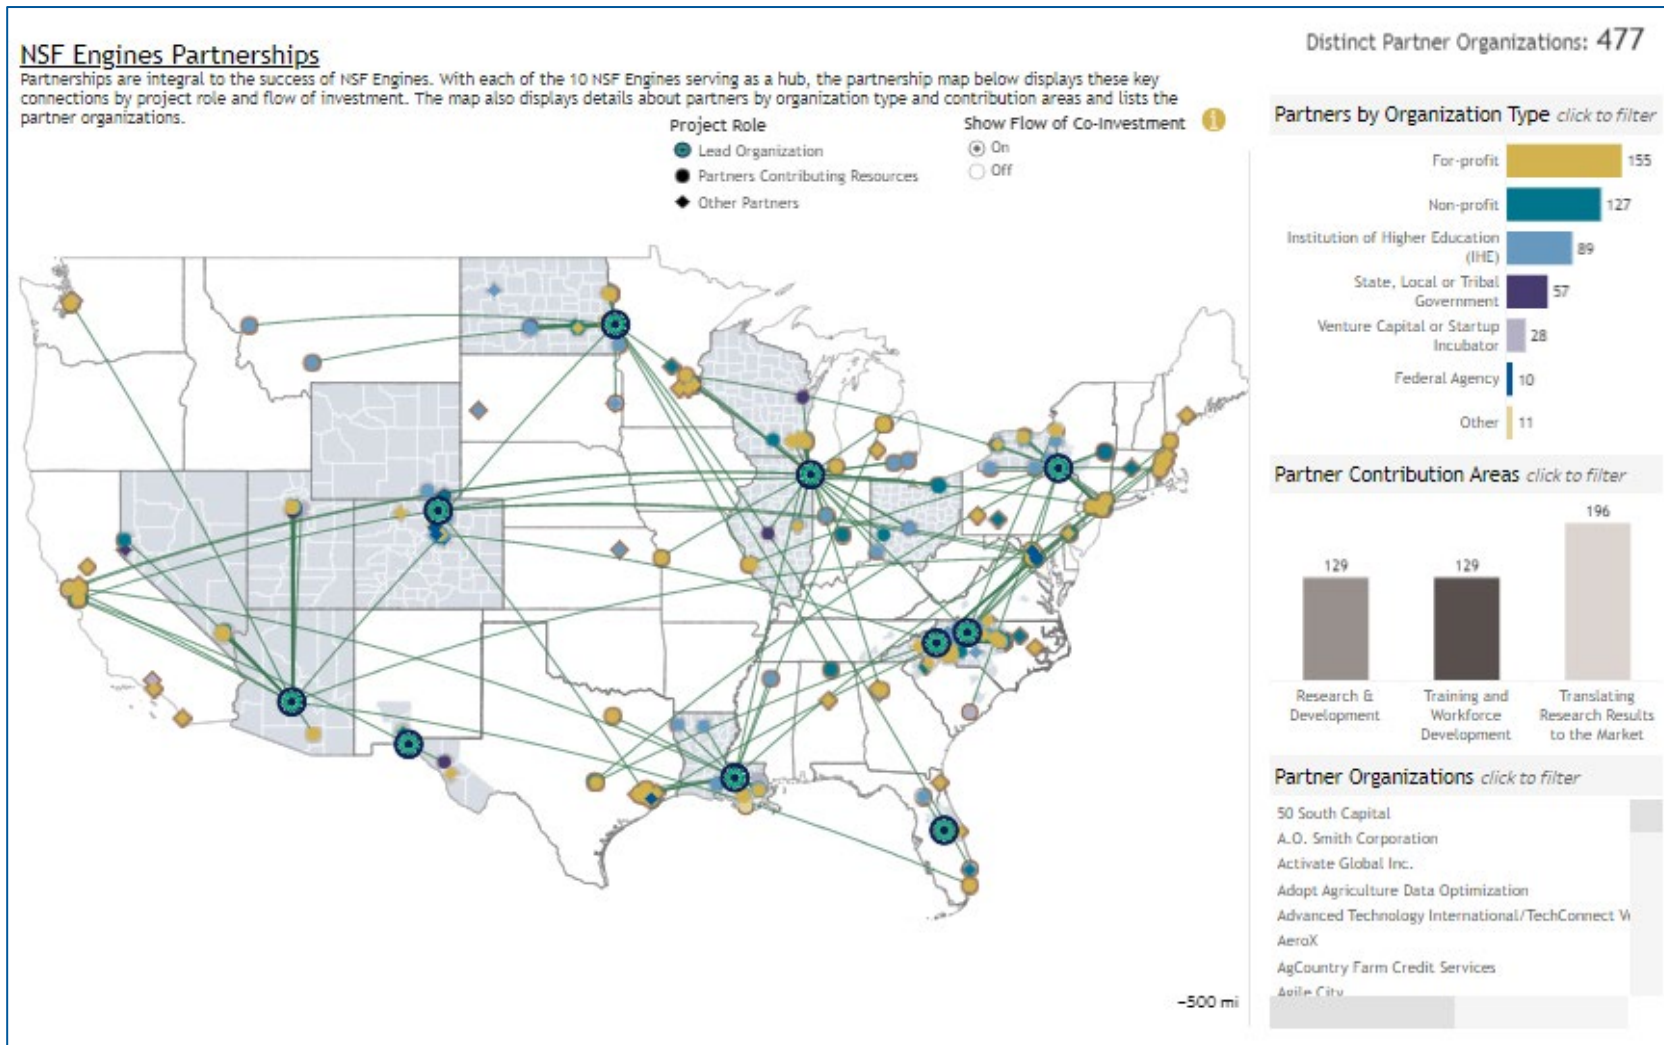 NSF Engines Partnerships
Partnerships are integral to the success of NSF Engines. With each of the 10 NSF Engines serving as a hub, the partnership map below displays these key
connections by project role and flow of investment. The map also displays details about partners by organization type and contribution areas and lists the
partner organizations.
Project Role
Lead Organization
Partners Contributing Resources
Other Partners
Show Flow of Co-Investment
On
Off
~500 mi
Distinct Partner Organizations: 477
Partners by Organization Type click to filter
For-profit 155
Non-profit 127
Institution of Higher Education
(IHE) 89
State, Local or Tribal
Government 57
Venture Capital or Startup
Incubator 28
Federal Agency 10
Other 11
Partner Contribution Areas click to filter
129 129 196
Research &
Development
Training and
Workforce
Development
Translating
Research Results
to the Market
Partner Organizations click to filter
50 South Capital
A.O. Smith Corporation
Activate Global Inc.
Adopt Agriculture Data Optimization
Advanced Technology International/TechConnect
AeroX
AgCountry Farm Credit Services
Agile City